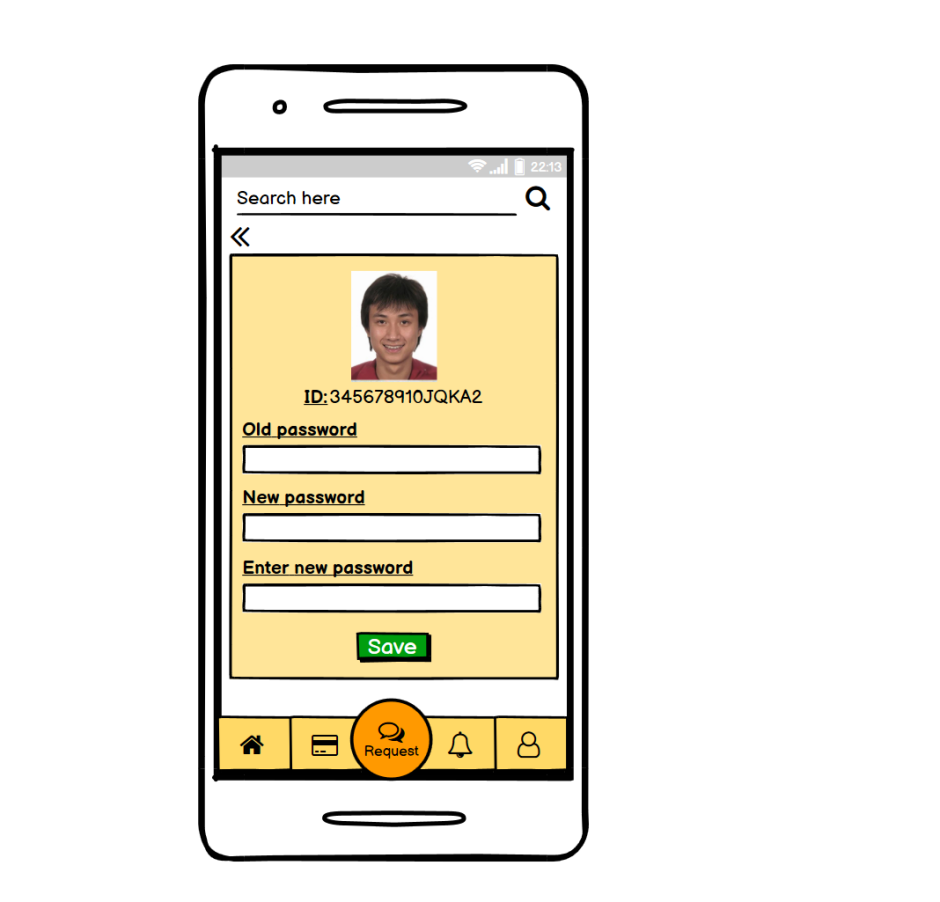 22:13
Search here
ID:345678910JQKA2
Old password
New password
Enter new password
Save
Request